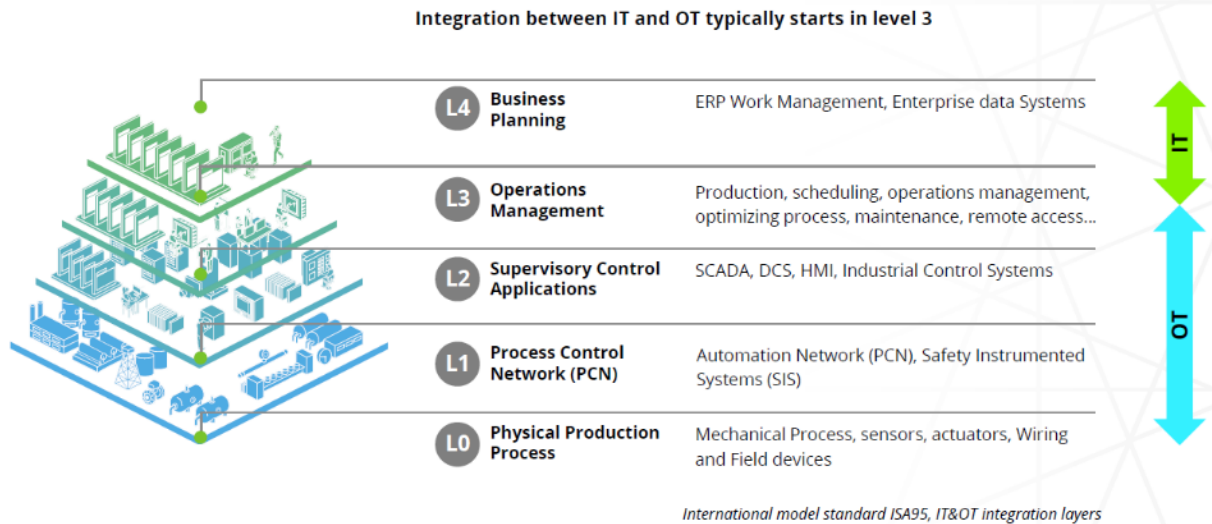 Integration between IT and OT typically starts in level 3
L4
Business
Planning
ERP Work Management, Enterprise data Systems
IT
L3
Operations
Management
Production, scheduling, operations management,
optimizing process, maintenance, remote access...
L2
Supervisory Control
Applications
SCADA, DCS, HMI, Industrial Control Systems
OT
L1
Process Control
Network (PCN)
Automation Network (PCN), Safety Instrumented
Systems (SIS)
L0
Physical Production
Process
Mechanical Process, sensors, actuators, Wiring
and Field devices
International model standard ISA95, IT&OT integration layers